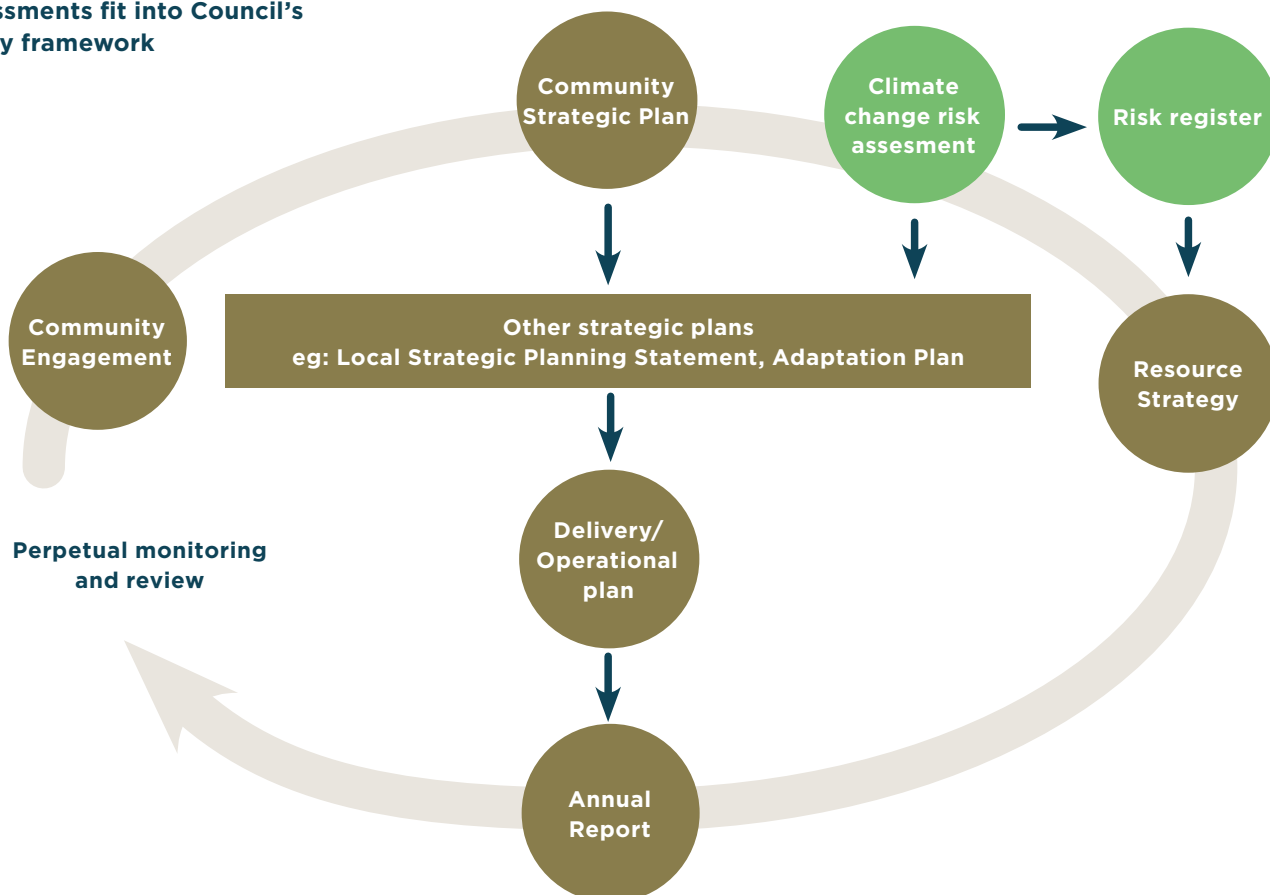 ssments fit into Council's
y framework
Community
Strategic Plan
Climate
change risk
assesment
Risk register
Community
Engagement
Other strategic plans
eg: Local Strategic Planning Statement, Adaptation Plan
Resource
Strategy
Delivery/
Operational
plan
Perpetual monitoring
and review
Annual
Report